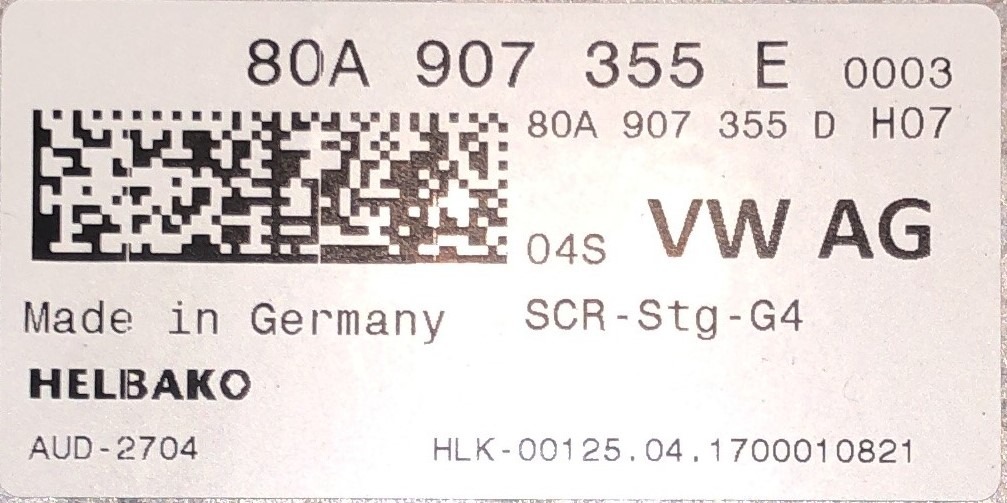 80A 907 355 E 0003
80A 907 355 D H07
04S VW AG
Made in Germany SCR-Stg-G4
HELBAKO
AUD-2704 HLK-00125.04.1700010821